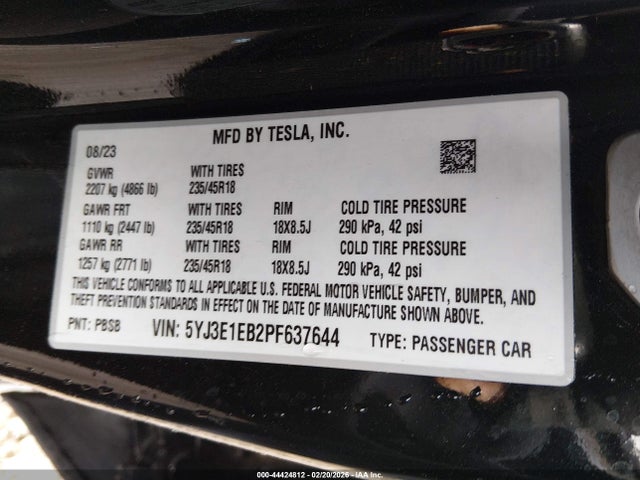 MFD BY TESLA, INC.
08/23
GVWR WITH TIRES
2207 kg (4866 lb) 235/45R18
GAWR FRT WITH TIRES RIM COLD TIRE PRESSURE
1110 kg (2447 lb) 235/45R18 18X8.5J 290 kPa, 42 psi
GAWR RR WITH TIRES RIM COLD TIRE PRESSURE
1257 kg (2771 lb) 235/45R18 18X8.5J 290 kPa, 42 psi
THIS VEHICLE CONFORMS TO ALL APPLICABLE U.S. FEDERAL MOTOR VEHICLE SAFETY, BUMPER, AND
THEFT PREVENTION STANDARDS IN EFFECT ON THE DATE OF MANUFACTURE SHOWN ABOVE.
PNT: PBSB VIN: 5YJ3E1EB2PF637644 TYPE: PASSENGER CAR
000-44424812 - 02/20/2026 - IAA Inc.